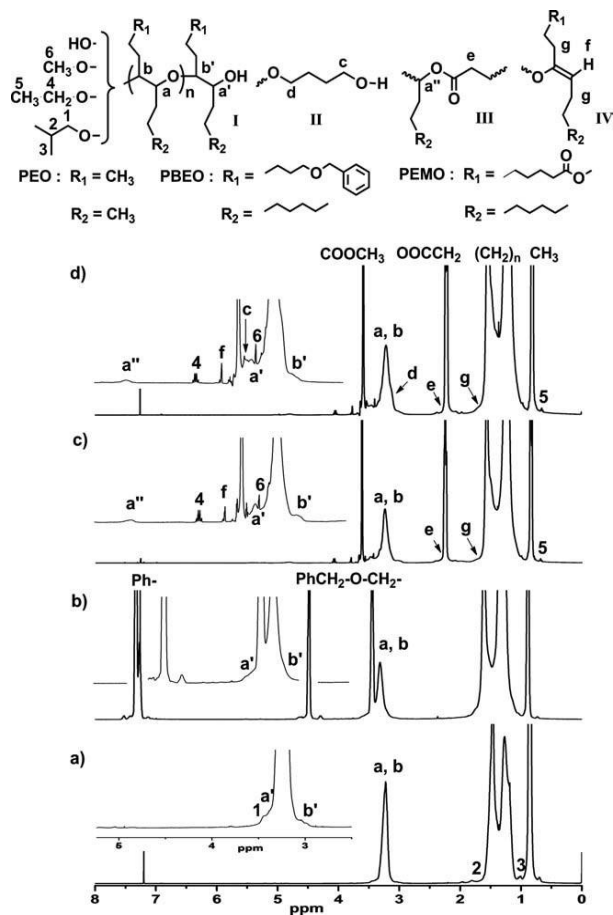 HO-
6
CH₃O-
5 4
CH₃CH₂O-
1
2 O-
3
R₁ R₁
b O b' OH
a n a'
R₂ R₂
I
c
O O-H
d
II
e
O
a'' O
R₂
III
R₁
g f
O H
g
R₂
IV
PEO : R₁ = CH₃ PBEO : R₁ = O PEMO : R₁ = O O
R₂ = CH₃ R₂ = R₂ =
COOCH₃ OOCCH₂ (CH₂)n CH₃
d)
a'' 4 f c a' 6 b' a, b d e g 5
c)
a'' 4 f a' 6 b' a, b e g 5
Ph- PhCH₂-O-CH₂-
b)
a' b' a, b
a)
1 a' b' a, b 2 3
5 4 3
ppm
8 7 6 5 4 3 2 1 0
ppm